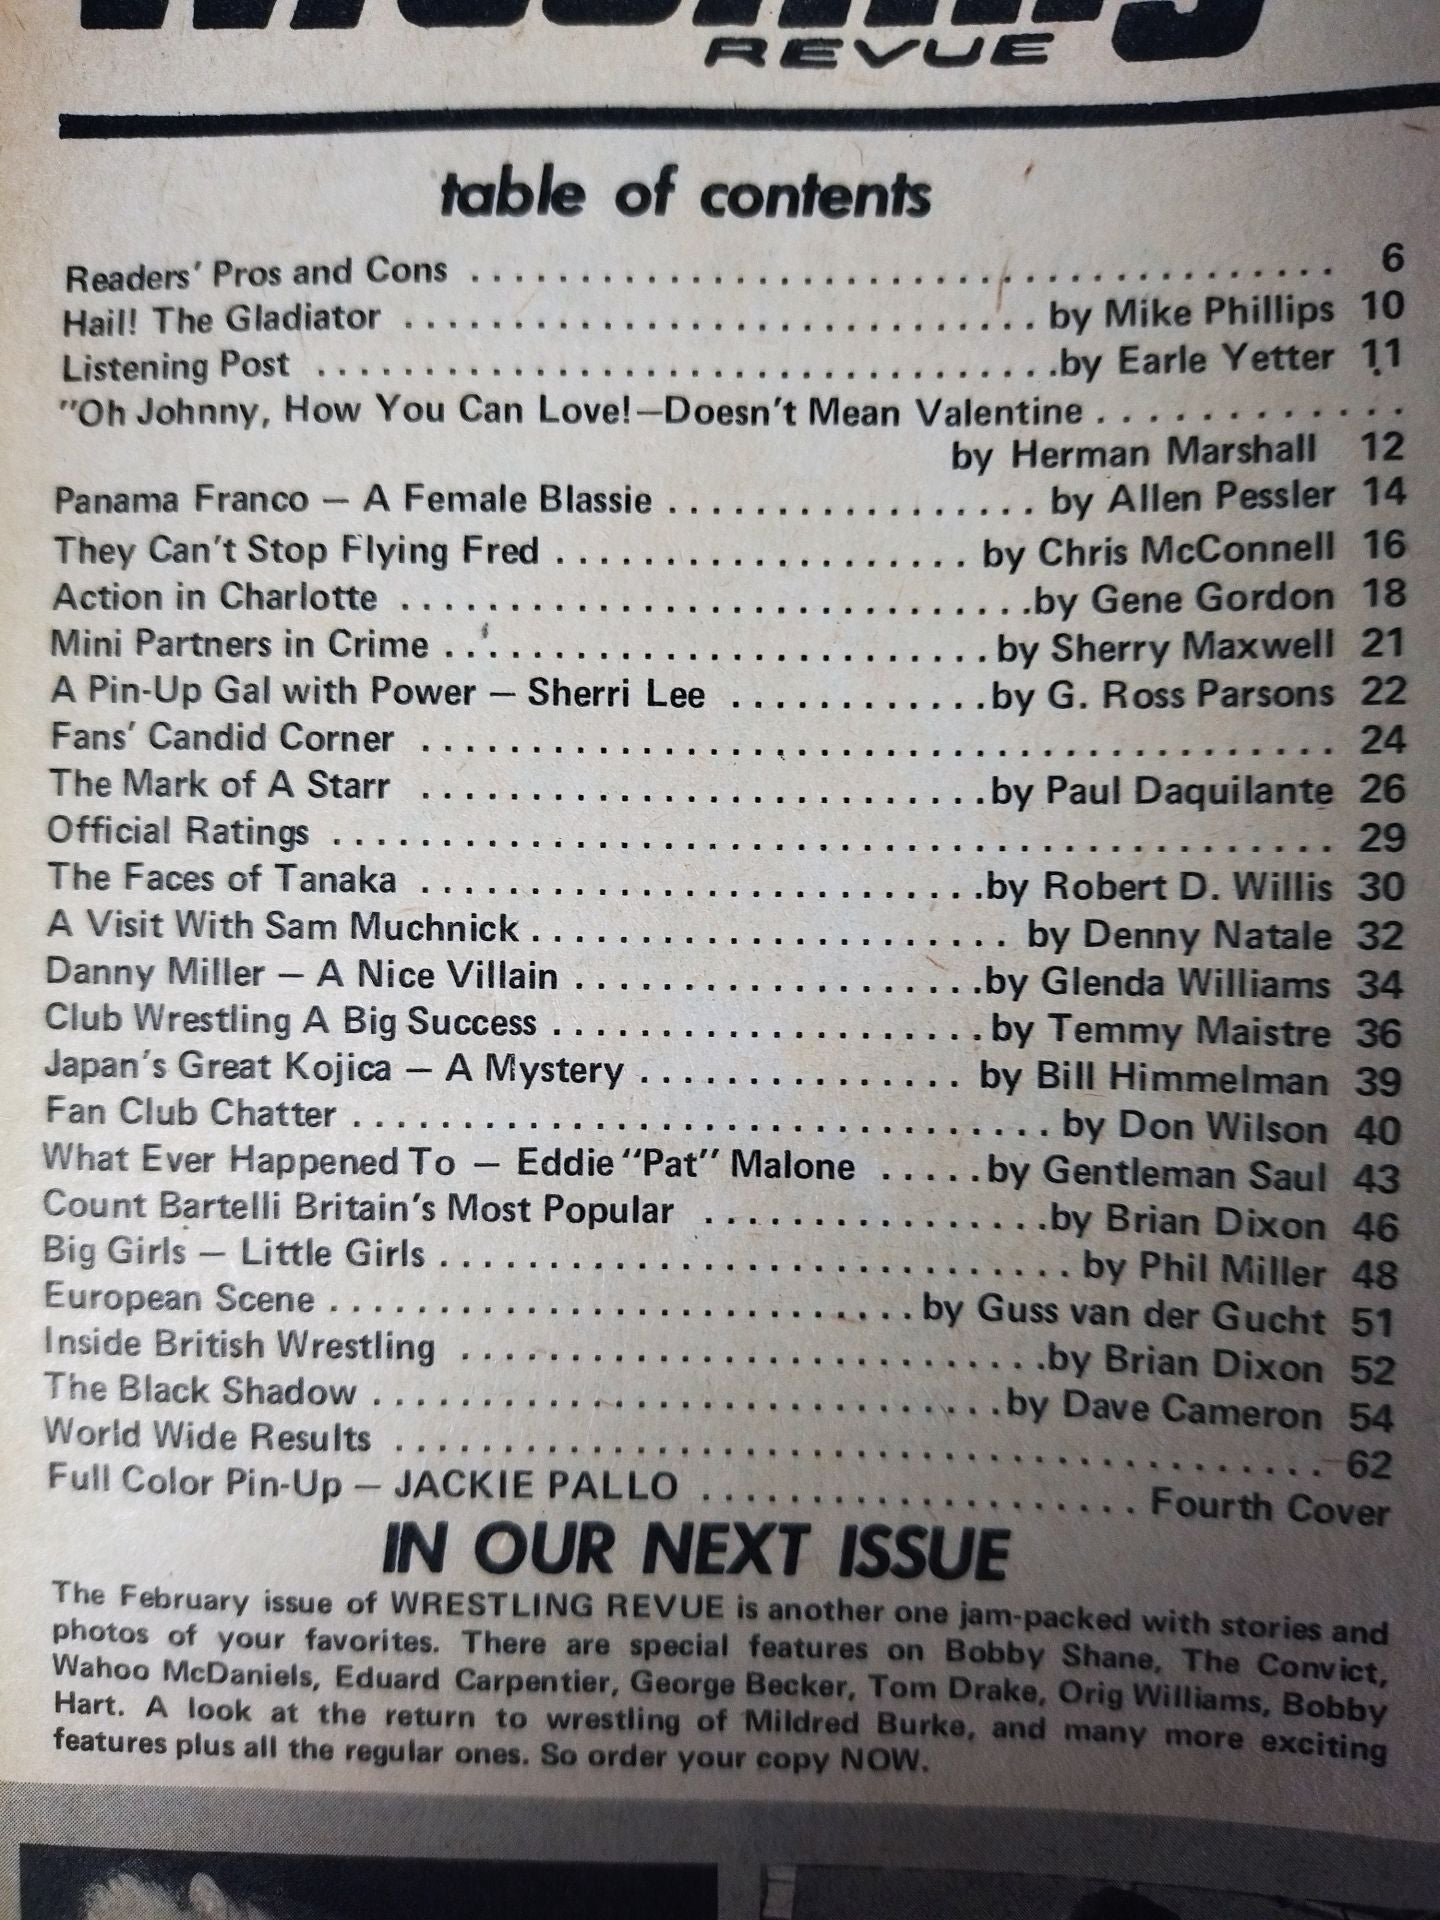 REVUE
table of contents
Readers' Pros and Cons . . . . . . . . . . . . . . . . . . . . . . . . . . . . . . 6
Hail! The Gladiator . . . . . . . . . . . . . . . . . . . . . . by Mike Phillips 10
Listening Post . . . . . . . . . . . . . . . . . . . . . . . . . .by Earle Yetter 11
"Oh Johnny, How You Can Love!—Doesn't Mean Valentine . . . . . . . . . . .
by Herman Marshall 12
Panama Franco — A Female Blassie . . . . . . . . . . . . . by Allen Pessler 14
They Can't Stop Flying Fred . . . . . . . . . . . . . . by Chris McConnell 16
Action in Charlotte . . . . . . . . . . . . . . . . . . . . . .by Gene Gordon 18
Mini Partners in Crime . . . . . . . . . . . . . . . . . . .by Sherry Maxwell 21
A Pin-Up Gal with Power — Sherri Lee . . . . . . . . .by G. Ross Parsons 22
Fans' Candid Corner . . . . . . . . . . . . . . . . . . . . . . . . . . . . . . . . 24
The Mark of A Starr . . . . . . . . . . . . . . . . . . . .by Paul Daquilante 26
Official Ratings . . . . . . . . . . . . . . . . . . . . . . . . . . . . . . . . . . . 29
The Faces of Tanaka . . . . . . . . . . . . . . . . . . . .by Robert D. Willis 30
A Visit With Sam Muchnick . . . . . . . . . . . . . . . . . by Denny Natale 32
Danny Miller — A Nice Villain . . . . . . . . . . . . . . .by Glenda Williams 34
Club Wrestling A Big Success . . . . . . . . . . . . . . .by Temmy Maistre 36
Japan's Great Kojica — A Mystery . . . . . . . . . . . by Bill Himmelman 39
Fan Club Chatter . . . . . . . . . . . . . . . . . . . . . . . . by Don Wilson 40
What Ever Happened To — Eddie "Pat" Malone . . . . .by Gentleman Saul 43
Count Bartelli Britain's Most Popular . . . . . . . . . . . .by Brian Dixon 46
Big Girls — Little Girls . . . . . . . . . . . . . . . . . . . . . . by Phil Miller 48
European Scene . . . . . . . . . . . . . . . . . . . . by Guss van der Gucht 51
Inside British Wrestling . . . . . . . . . . . . . . . . . . . . .by Brian Dixon 52
The Black Shadow . . . . . . . . . . . . . . . . . . . . . .by Dave Cameron 54
World Wide Results . . . . . . . . . . . . . . . . . . . . . . . . . . . . . . . . 62
Full Color Pin-Up — JACKIE PALLO . . . . . . . . . . . . . . . Fourth Cover
IN OUR NEXT ISSUE
The February issue of WRESTLING REVUE is another one jam-packed with stories and
photos of your favorites. There are special features on Bobby Shane, The Convict,
Wahoo McDaniels, Eduard Carpentier, George Becker, Tom Drake, Orig Williams, Bobby
Hart. A look at the return to wrestling of Mildred Burke, and many more exciting
features plus all the regular ones. So order your copy NOW.